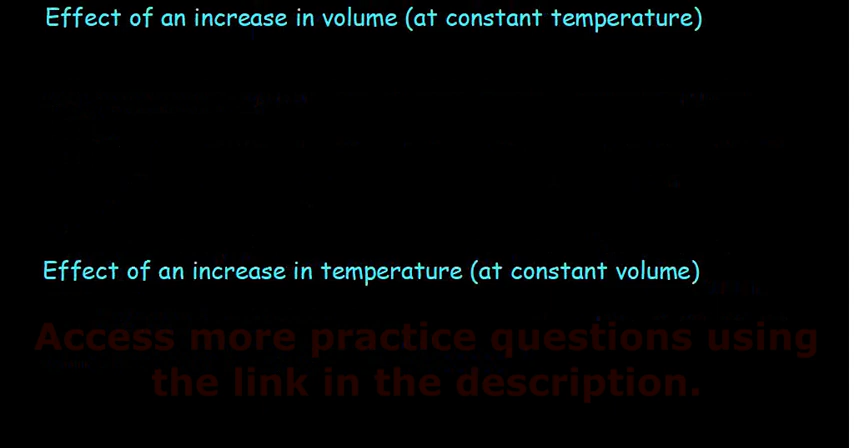 Effect of an increase in volume (at constant temperature)
Effect of an increase in temperature (at constant volume)
Access more practice questions using
the link in the description.